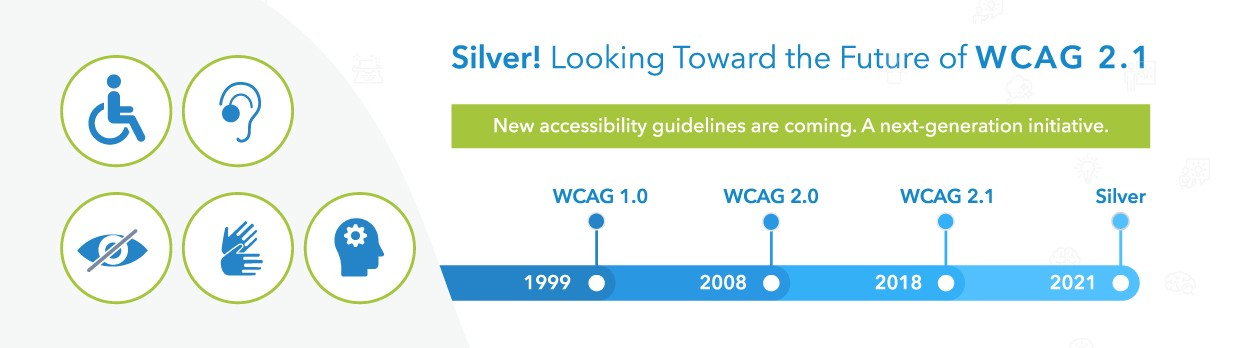 Silver! Looking Toward the Future of WCAG 2.1
New accessibility guidelines are coming. A next-generation initiative.
WCAG 1.0 WCAG 2.0 WCAG 2.1 Silver
1999 2008 2018 2021